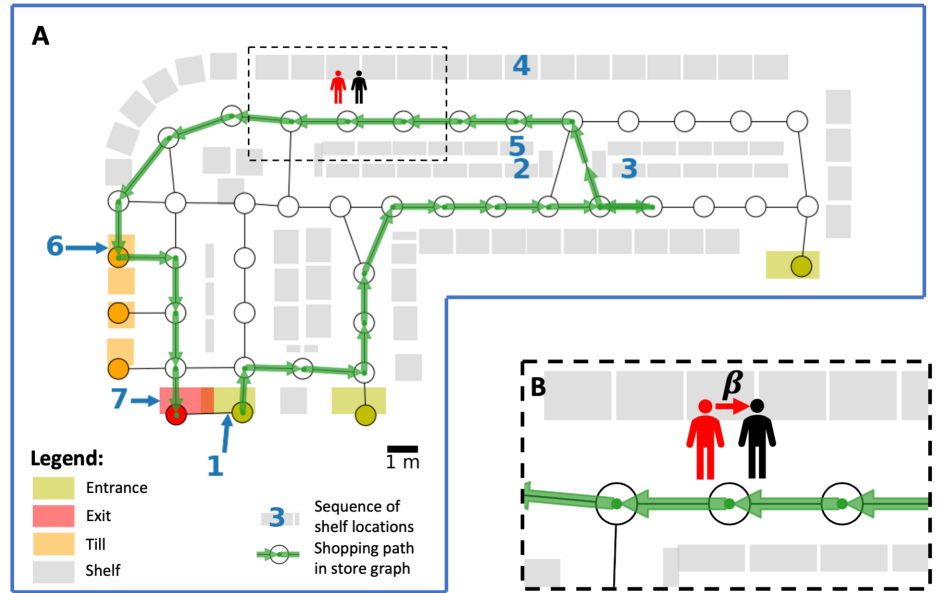 A
4
5
2
3
6
7
1
1 m
B
β
Legend:
Entrance
Exit
Till
Shelf
3
Sequence of
shelf locations
Shopping path
in store graph